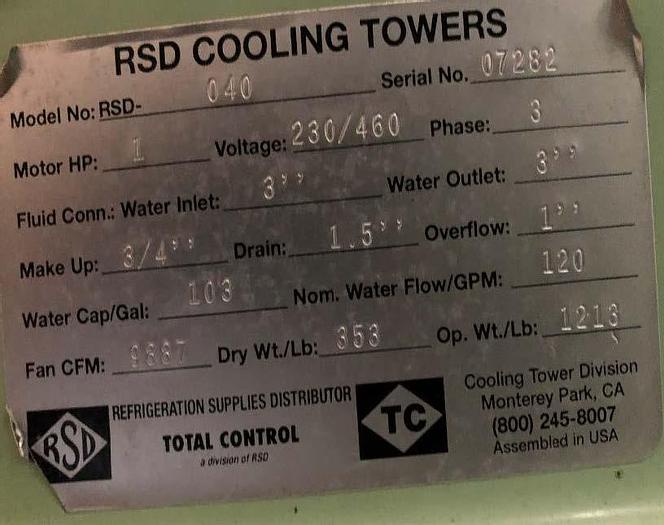 RSD COOLING TOWERS
Model No: RSD- 040 Serial No. 07282
Motor HP: 1 Voltage: 230/460 Phase: 3
Fluid Conn.: Water Inlet: 3’’ Water Outlet: 3’’
Make Up: 3/4’’ Drain: 1.5’’ Overflow: 1’’
Water Cap/Gal: 103 Nom. Water Flow/GPM: 120
Fan CFM: Dry Wt./Lb: 353 Op. Wt./Lb: 1213
RSD REFRIGERATION SUPPLIES DISTRIBUTOR
TOTAL CONTROL
a division of RSD
TC
Cooling Tower Division
Monterey Park, CA
(800) 245-8007
Assembled in USA